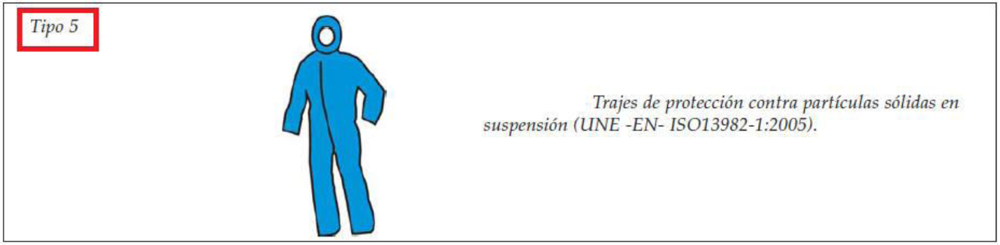 Tipo 5
Trajes de protección contra partículas sólidas en
suspensión (UNE -EN- ISO13982-1:2005).